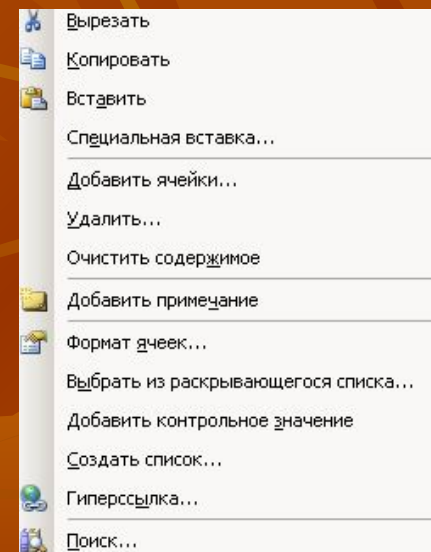 Вырезать
Копировать
Вставить
Специальная вставка...
Добавить ячейки...
Удалить...
Очистить содержимое
Добавить примечание
Формат ячеек...
Выбрать из раскрывающегося списка...
Добавить контрольное значение
Создать список...
Гиперссылка...
Поиск...